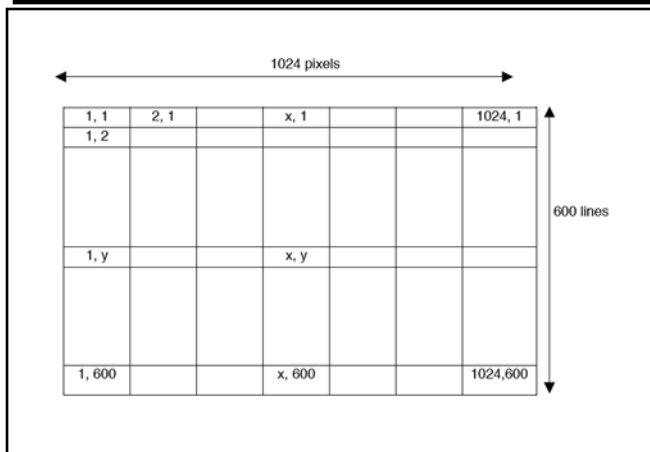 1024 pixels
1, 1 2, 1 x, 1 1024, 1
1, 2
600 lines
1, y x, y
1, 600 x, 600 1024,600